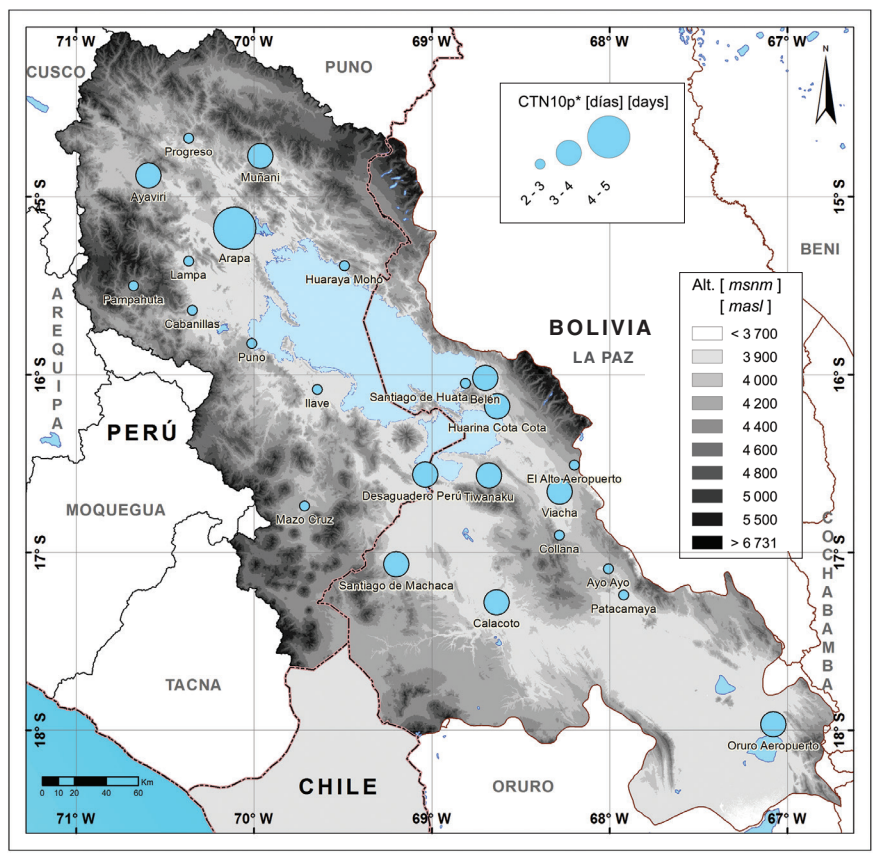 71° W
70° W
69° W
68° W
67° W
CUSCO
PUNO
CTN10p* [días] [days]
2 - 3
3 - 4
4 - 5
N
Progreso
Muñani
Ayaviri
15° S
15° S
Arapa
BENI
Lampa
Huaraya Moho
Pampahuta
Alt. [ msnm ]
[ masl ]
< 3 700
3 900
4 000
4 200
4 400
4 600
4 800
5 000
5 500
> 6 731
AREQUIPA
Cabanillas
BOLIVIA
Puno
LA PAZ
16° S
16° S
Ilave
Santiago de Huata
Belén
Huarina Cota Cota
PERÚ
El Alto Aeropuerto
Desaguadero Perú
Tiwanaku
Viacha
MOQUEGUA
Mazo Cruz
COCHABAMBA
Collana
17° S
17° S
Santiago de Machaca
Ayo Ayo
Patacamaya
Calacoto
TACNA
18° S
18° S
Oruro Aeropuerto
0 10 20 40 60
Km
CHILE
ORURO
71° W
70° W
69° W
68° W
67° W